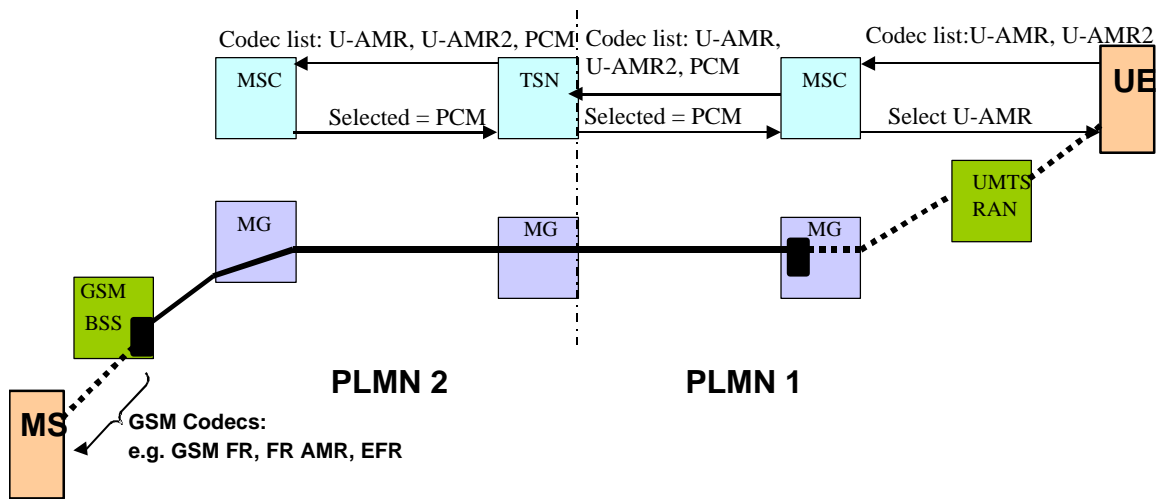 Codec list: U-AMR, U-AMR2, PCM
Codec list: U-AMR,
U-AMR2, PCM
Codec list:U-AMR, U-AMR2
MSC
TSN
MSC
UE
Selected = PCM
Selected = PCM
Select U-AMR
UMTS
RAN
MG
MG
MG
GSM
BSS
PLMN 2
PLMN 1
MS
GSM Codecs:
e.g. GSM FR, FR AMR, EFR